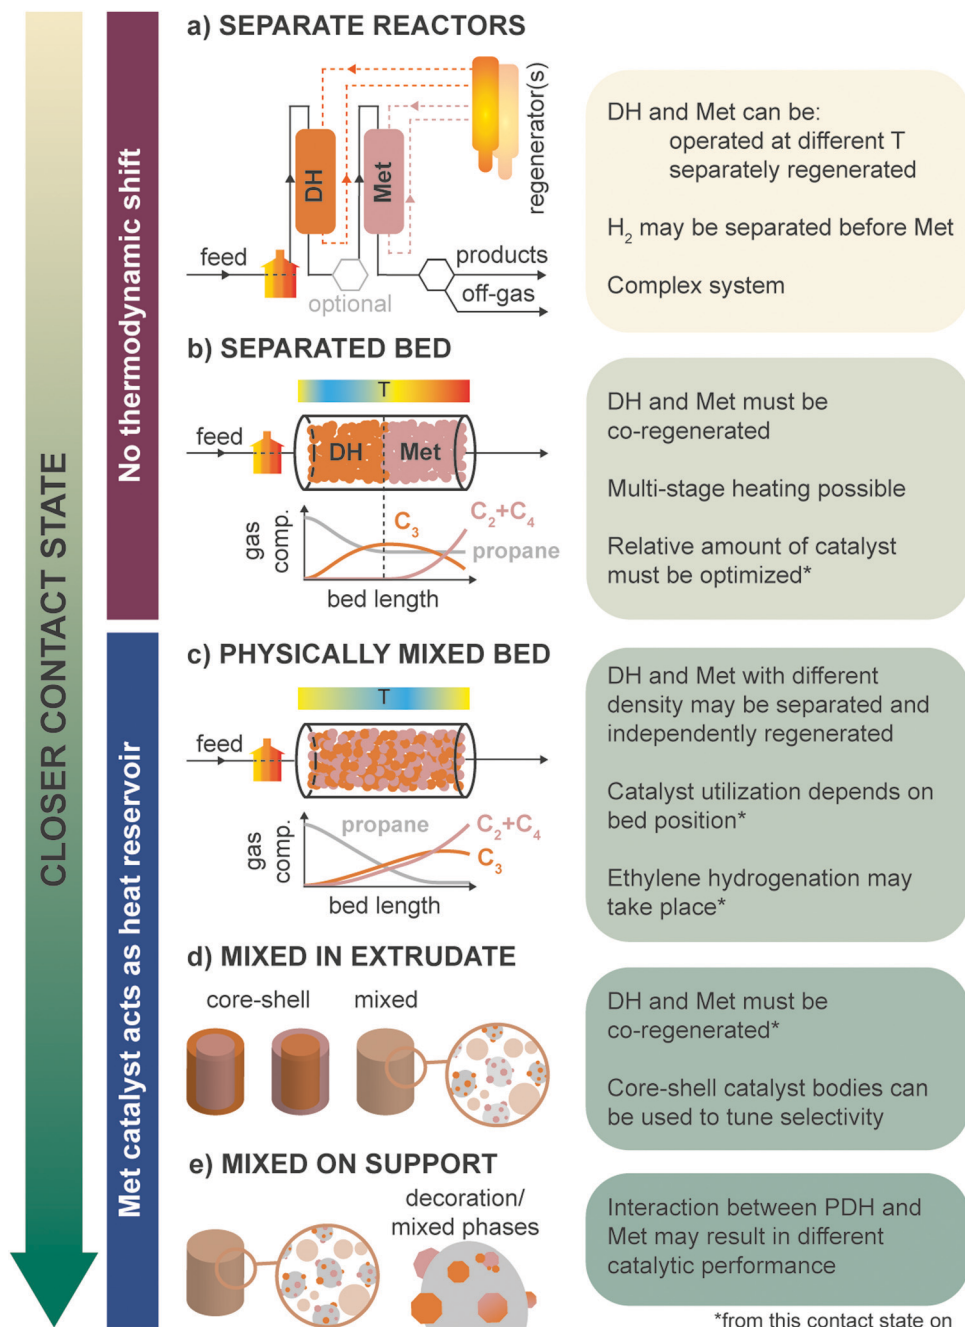 CLOSER CONTACT STATE
No thermodynamic shift
Met catalyst acts as heat reservoir
a) SEPARATE REACTORS
DH
Met
regenerator(s)
feed
optional
products
off-gas
DH and Met can be:
operated at different T
separately regenerated
H₂ may be separated before Met
Complex system
b) SEPARATED BED
T
feed
DH
Met
gas
comp.
C₃
C₂+C₄
propane
bed length
DH and Met must be
co-regenerated
Multi-stage heating possible
Relative amount of catalyst
must be optimized*
c) PHYSICALLY MIXED BED
T
feed
gas
comp.
propane
C₂+C₄
C₃
bed length
DH and Met with different
density may be separated and
independently regenerated
Catalyst utilization depends on
bed position*
Ethylene hydrogenation may
take place*
d) MIXED IN EXTRUDATE
core-shell
mixed
DH and Met must be
co-regenerated*
Core-shell catalyst bodies can
be used to tune selectivity
e) MIXED ON SUPPORT
decoration/
mixed phases
Interaction between PDH and
Met may result in different
catalytic performance
*from this contact state on